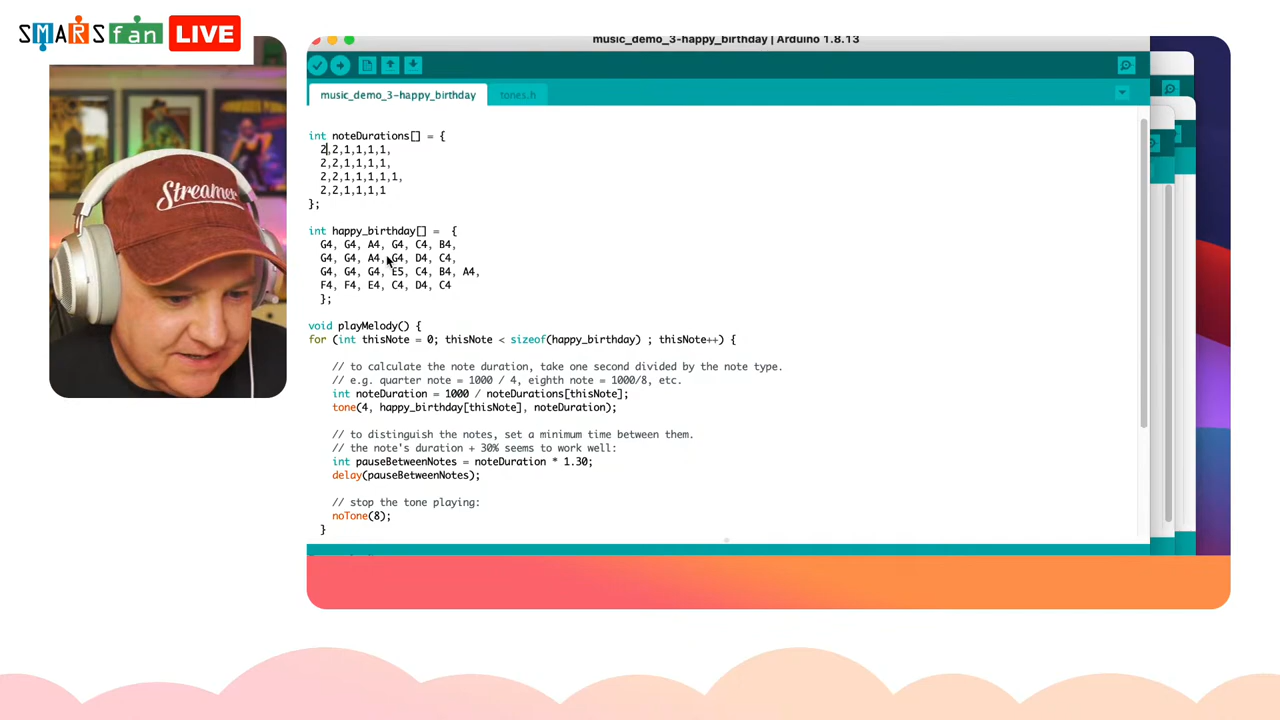 SMARS fan LIVE
music_demo_3-happy_birthday | Arduino 1.8.13
music_demo_3-happy_birthday
tones.h
Streamer
int noteDurations[] = {
2,2,1,1,1,1,
2,2,1,1,1,1,
2,2,1,1,1,1,1,
2,2,1,1,1,1
};
int happy_birthday[] =  {
G4, G4, A4, G4, C4, B4,
G4, G4, A4, G4, D4, C4,
G4, G4, G4, E5, C4, B4, A4,
F4, F4, E4, C4, D4, C4
};
void playMelody() {
for (int thisNote = 0; thisNote < sizeof(happy_birthday) ; thisNote++) {
// to calculate the note duration, take one second divided by the note type.
// e.g. quarter note = 1000 / 4, eighth note = 1000/8, etc.
int noteDuration = 1000 / noteDurations[thisNote];
tone(4, happy_birthday[thisNote], noteDuration);
// to distinguish the notes, set a minimum time between them.
// the note's duration + 30% seems to work well:
int pauseBetweenNotes = noteDuration * 1.30;
delay(pauseBetweenNotes);
// stop the tone playing:
noTone(8);
}